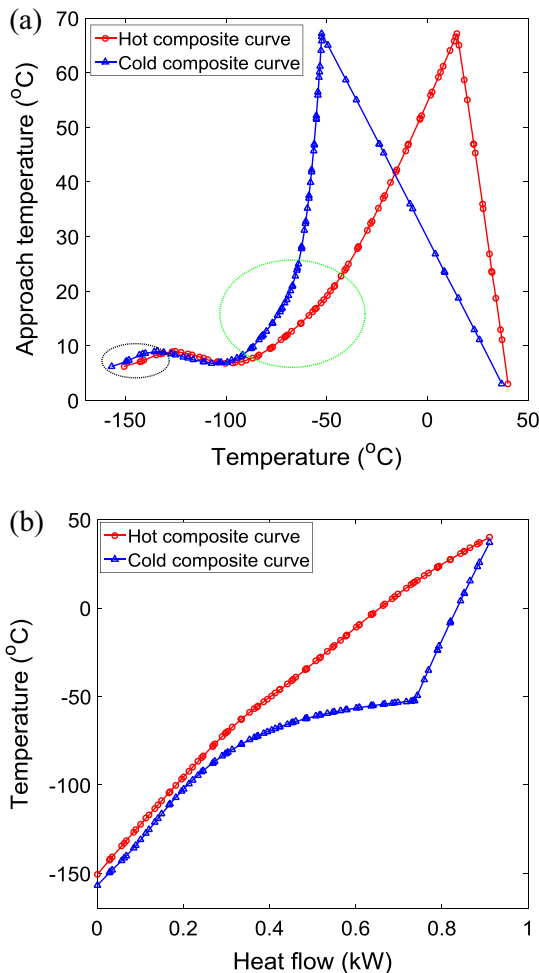 (a)
70
60
50
40
30
20
10
0
Approach temperature (°C)
Hot composite curve
Cold composite curve
-150 -100 -50 0 50
Temperature (°C)
(b)
50
0
-50
-100
-150
Temperature (°C)
Hot composite curve
Cold composite curve
0 0.2 0.4 0.6 0.8 1
Heat flow (kW)